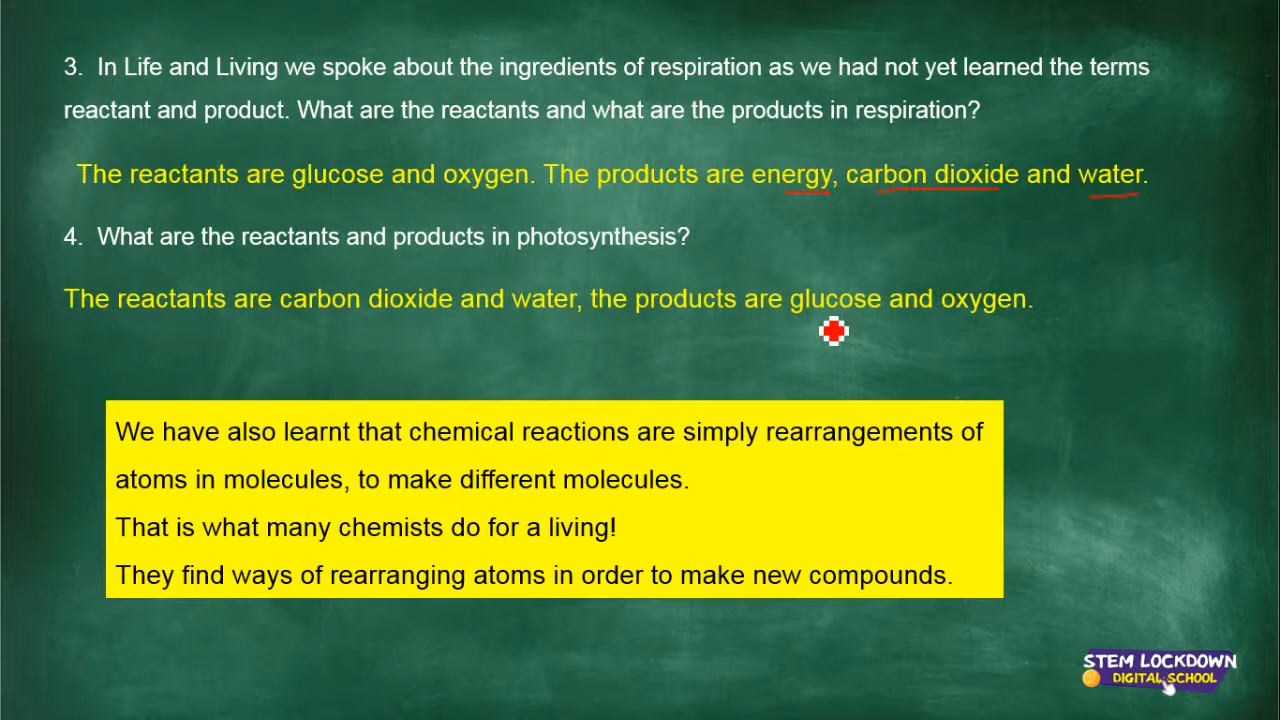 3. In Life and Living we spoke about the ingredients of respiration as we had not yet learned the terms
reactant and product. What are the reactants and what are the products in respiration?
The reactants are glucose and oxygen. The products are energy, carbon dioxide and water.
4. What are the reactants and products in photosynthesis?
The reactants are carbon dioxide and water, the products are glucose and oxygen.
We have also learnt that chemical reactions are simply rearrangements of
atoms in molecules, to make different molecules.
That is what many chemists do for a living!
They find ways of rearranging atoms in order to make new compounds.
STEM LOCKDOWN
DIGITAL SCHOOL